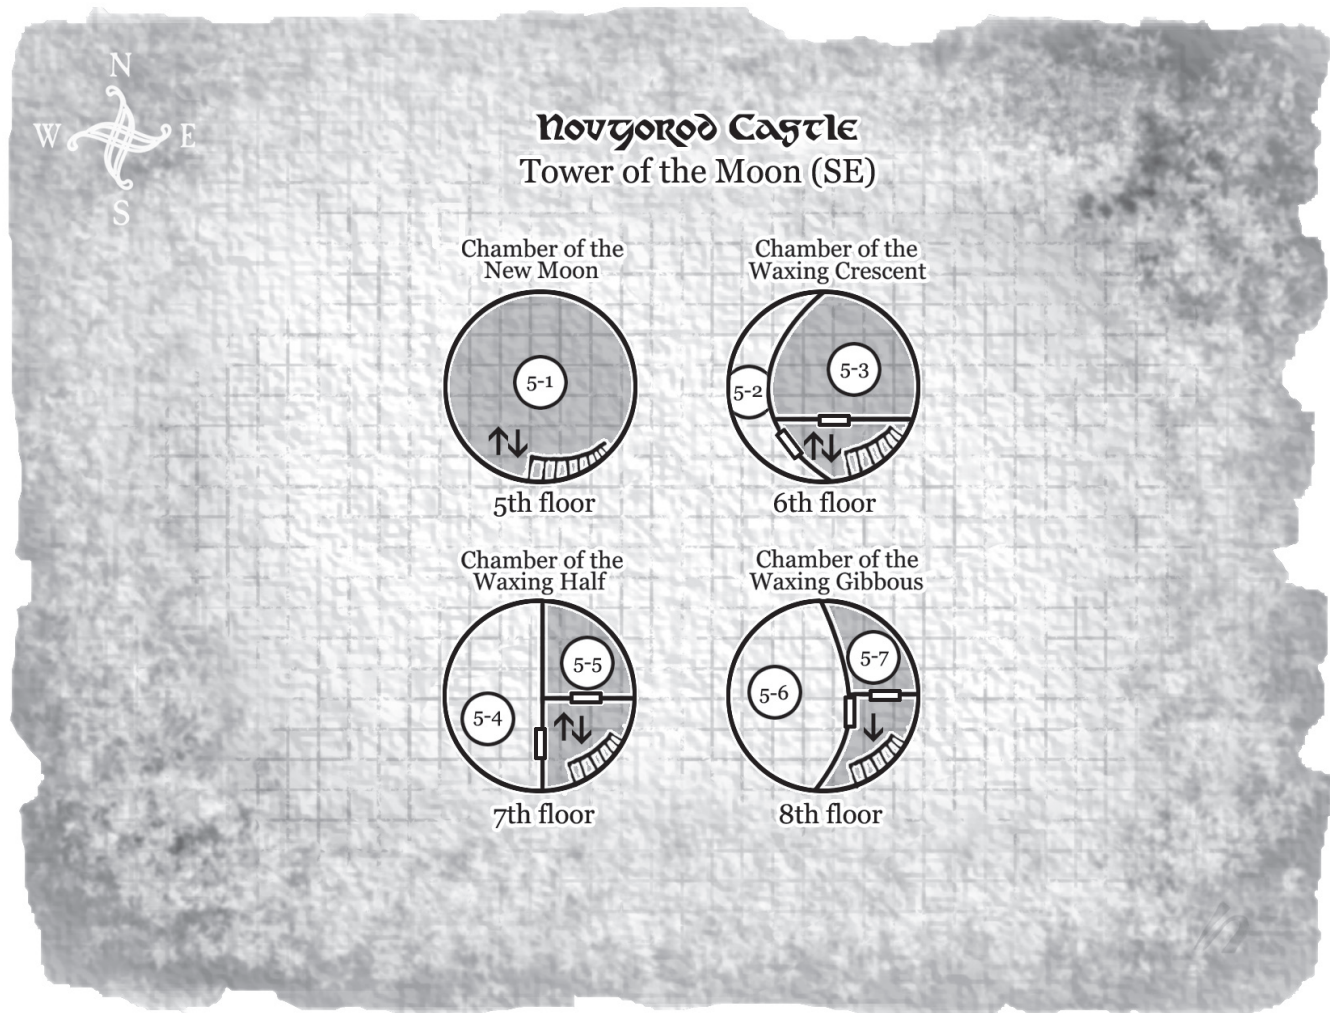 N
W E
S
Novgorod Castle
Tower of the Moon (SE)
Chamber of the
New Moon
5-1
5th floor
Chamber of the
Waxing Crescent
5-2
5-3
6th floor
Chamber of the
Waxing Half
5-4
5-5
7th floor
Chamber of the
Waxing Gibbous
5-6
5-7
8th floor